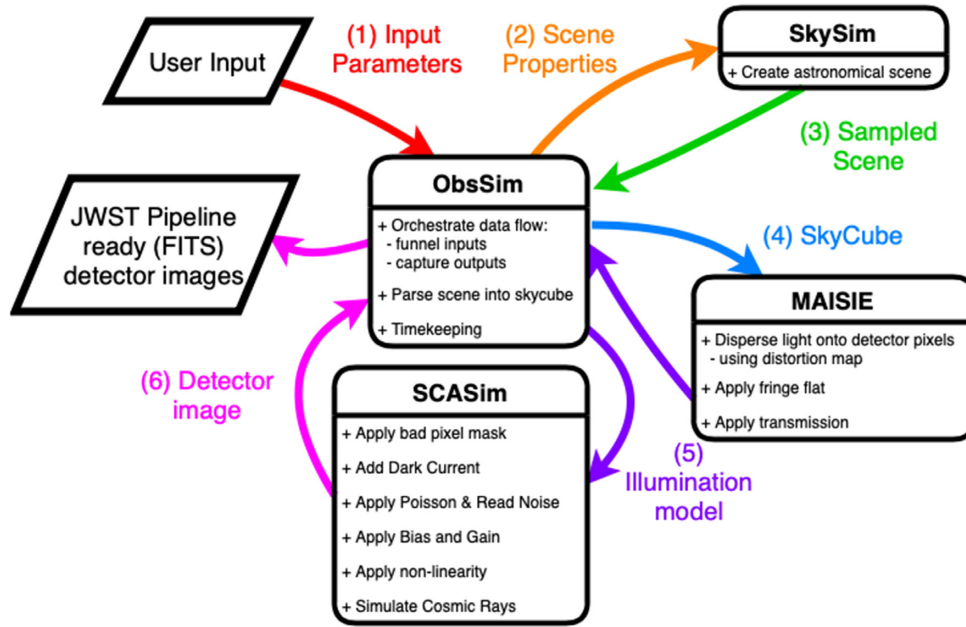 User Input
(1) Input
Parameters
(2) Scene
Properties
SkySim
+ Create astronomical scene
(3) Sampled
Scene
ObsSim
+ Orchestrate data flow:
- funnel inputs
- capture outputs
+ Parse scene into skycube
+ Timekeeping
JWST Pipeline
ready (FITS)
detector images
(4) SkyCube
MAISIE
+ Disperse light onto detector pixels
- using distortion map
+ Apply fringe flat
+ Apply transmission
(5)
Illumination
model
(6) Detector
image
SCASim
+ Apply bad pixel mask
+ Add Dark Current
+ Apply Poisson & Read Noise
+ Apply Bias and Gain
+ Apply non-linearity
+ Simulate Cosmic Rays